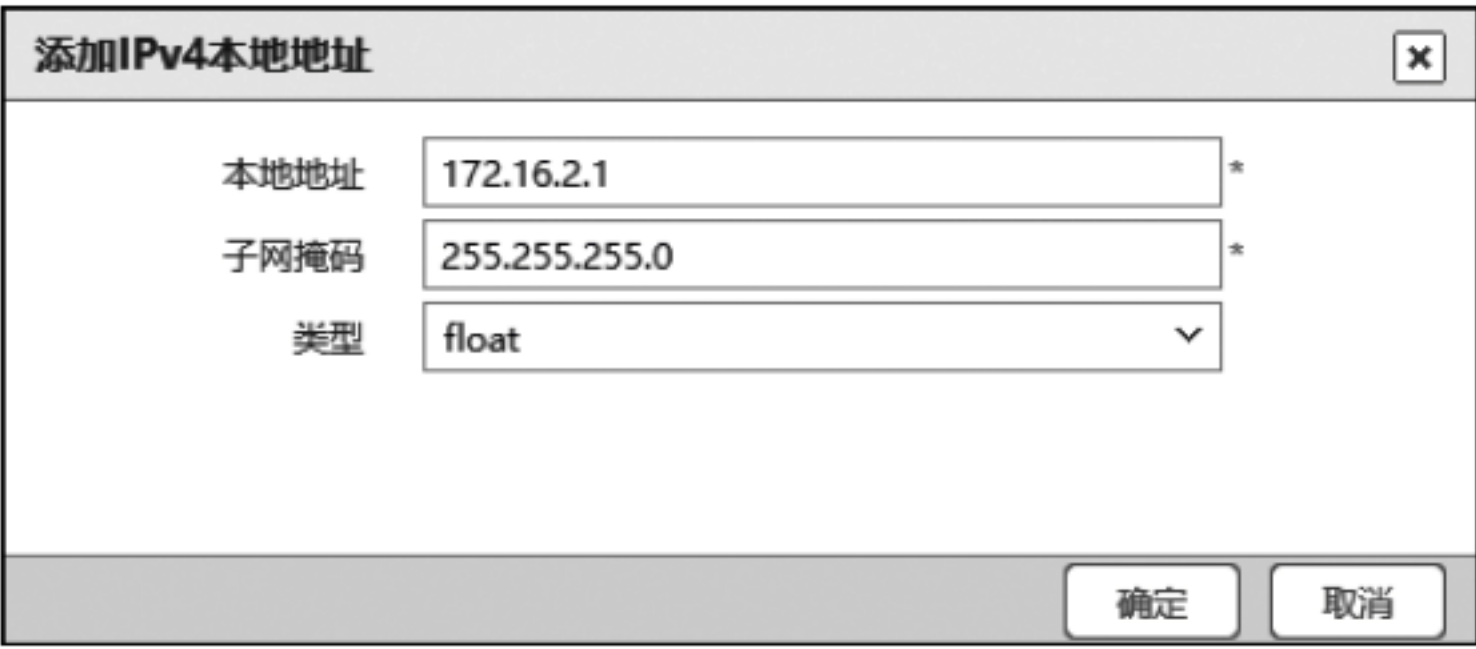 添加IPv4本地地址
本地地址 172.16.2.1 *
子网掩码 255.255.255.0 *
类型 float
确定 取消